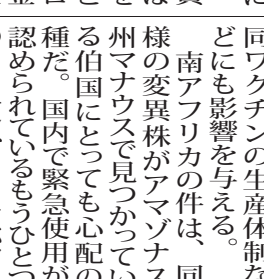 同ワクチンの生産体制な
どにも影響を与える。
南アフリカの件は、同
様の変異株がアマゾナス
州マナウスで見つかってい
る伯国にとっても心配の
種だ。国内で緊急使用が
認められているもうひとつ